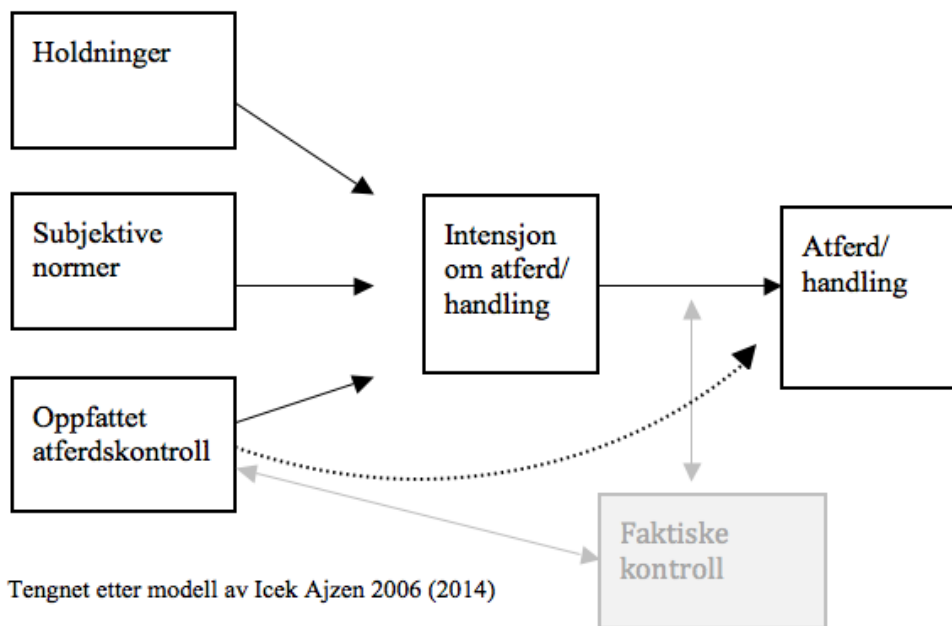 Holdninger
Subjektive
normer
Oppfattet
atferdskontroll
Intensjon
om atferd/
handling
Atferd/
handling
Faktiske
kontroll
Tengnet etter modell av Icek Ajzen 2006 (2014)